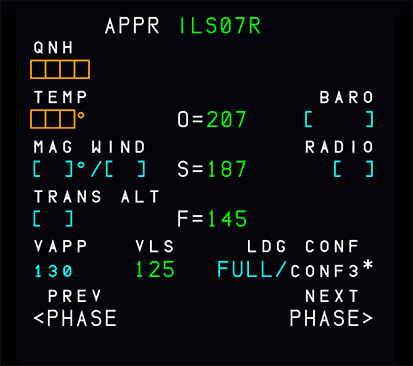 APPR ILS07R
QNH
TEMP BARO
° O=207 [ ]
MAG WIND RADIO
[ ]°/[ ] S=187 [ ]
TRANS ALT
[ ] F=145
VAPP VLS LDG CONF
130 125 FULL/CONF3*
PREV NEXT
<PHASE PHASE>